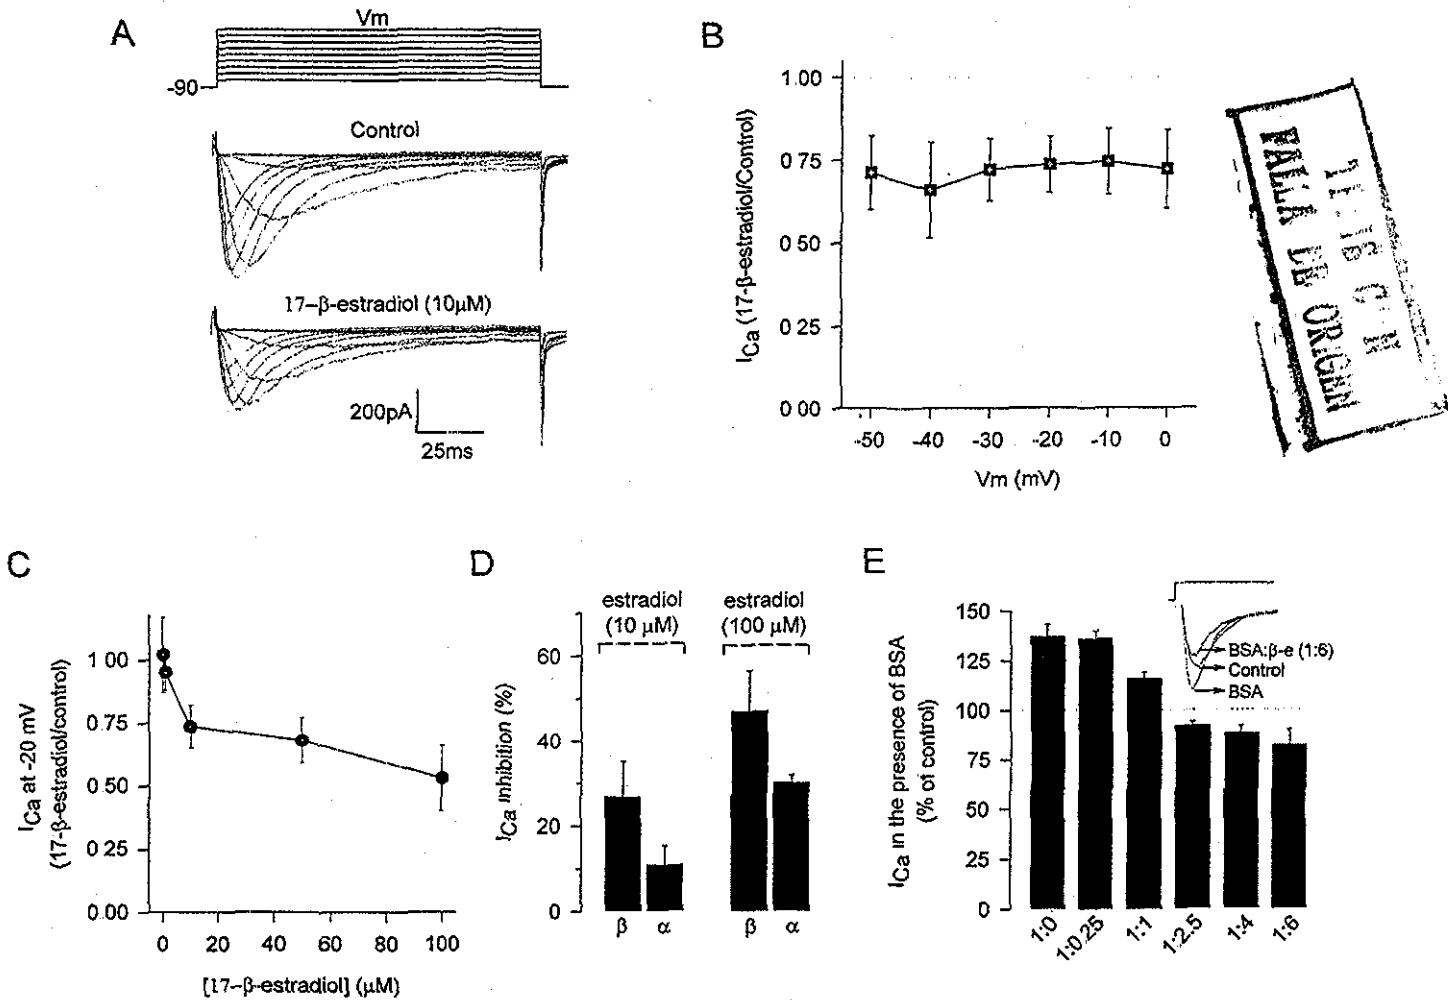 A
Vm
-90
Control
17-β-estradiol (10μM)
200pA
25ms
B
ICa (17-β-estradiol/Control)
1.00
0.75
0 50
0 25
0 00
-50 -40 -30 -20 -10 0
Vm (mV)
FALLA DE ORIGEN
C
ICa at -20 mV
(17-β-estradiol/control)
1 00
0.75
0.50
0 25
0.00
0 20 40 60 80 100
[17-β-estradiol] (μM)
D
estradiol
(10 μM)
estradiol
(100 μM)
ICa inhibition (%)
60
40
20
0
β α β α
E
ICa in the presence of BSA
(% of control)
150
125
100
75
50
25
0
BSA:β-e (1:6)
Control
BSA
1:0 1:0.25 1:1 1:2.5 1:4 1:6